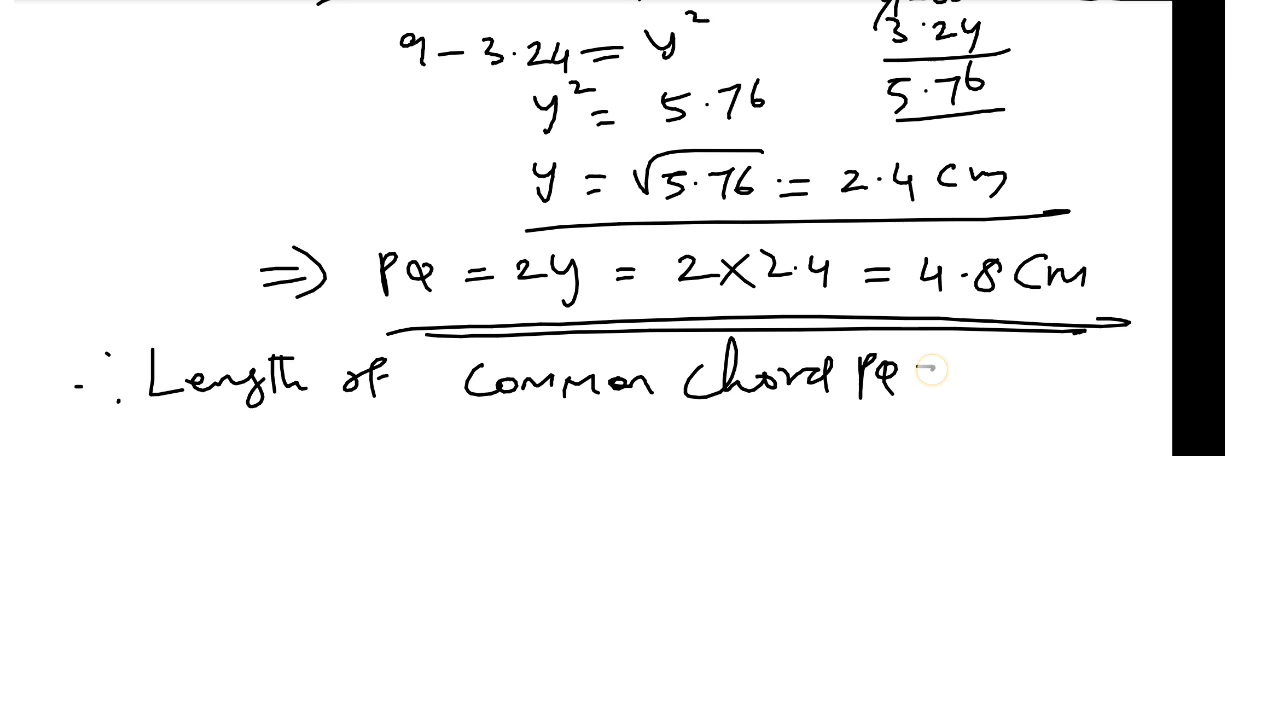 9 - 3.24 = y²
3.24
5.76
y² = 5.76
y = √5.76 = 2.4 cm
⇒ PQ = 2y = 2×2.4 = 4.8 Cm
∴ Length of Common Chord PQ